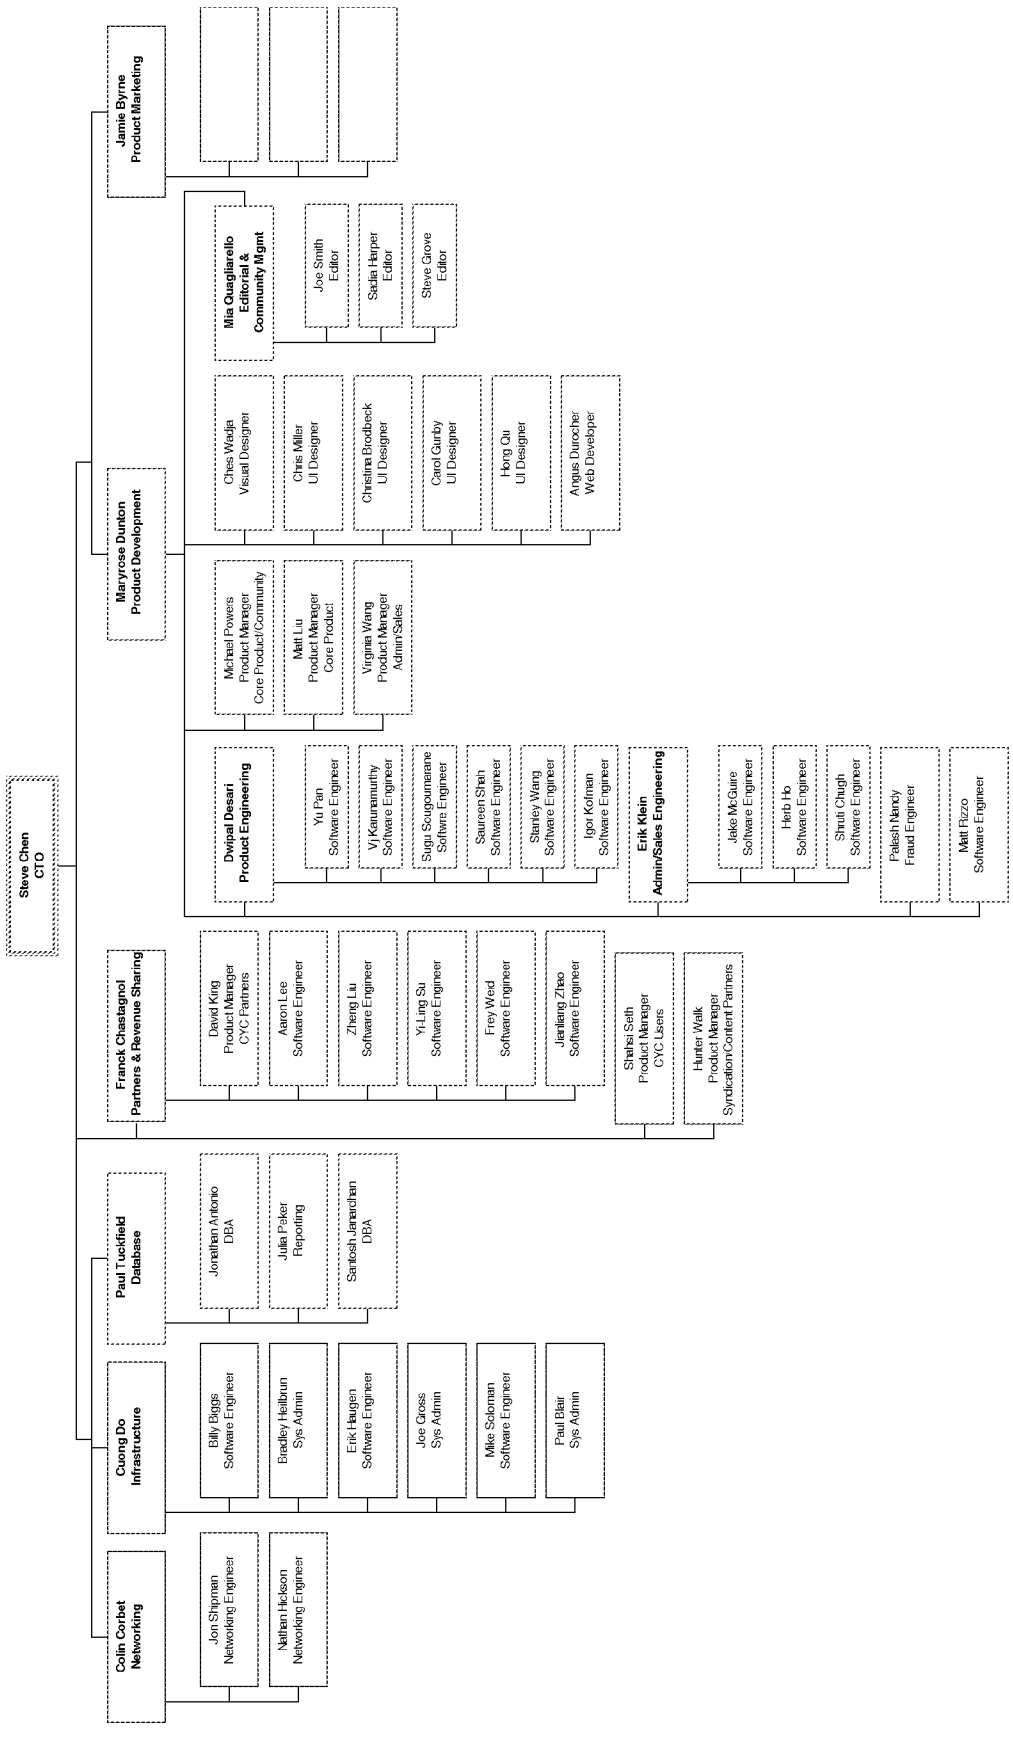 Steve Chen
CTO
Colin Corbet
Networking
Jon Shipman
Networking Engineer
Nathan Hickson
Networking Engineer
Cuong Do
Infrastructure
Billy Biggs
Software Engineer
Bradley Heilbrun
Sys Admin
Erik Haugen
Software Engineer
Joe Gross
Sys Admin
Mike Soloman
Software Engineer
Paul Blair
Sys Admin
Paul Tuckfield
Database
Jonathan Antonio
DBA
Julia Peker
Reporting
Santosh Janardhan
DBA
Franck Chastagnol
Partners & Revenue Sharing
David King
Product Manager
CYC Partners
Aaron Lee
Software Engineer
Zheng Liu
Software Engineer
Yi-Ling Su
Software Engineer
Frey Weid
Software Engineer
Jianliang Zhao
Software Engineer
Shahsi Seth
Product Manager
CYC Users
Hunter Walk
Product Manager
Syndication/Content Partners
Maryrose Dunton
Product Development
Dwipal Desari
Product Engineering
Yu Pan
Software Engineer
Vj Karunamurthy
Software Engineer
Sugu Sougoumarane
Softwre Engineer
Saureen Shah
Software Engineer
Stanley Wang
Software Engineer
Igor Kofman
Software Engineer
Erik Klein
Admin/Sales Engineering
Jake McGuire
Software Engineer
Herb Ho
Software Engineer
Shruti Chugh
Software Engineer
Palash Nandy
Fraud Engineer
Matt Rizzo
Software Engineer
Michael Powers
Product Manager
Core Product/Community
Matt Liu
Product Manager
Core Product
Virginia Wang
Product Manager
Admin/Sales
Ches Wadja
Visual Designer
Chris Miller
UI Designer
Christina Brodbeck
UI Designer
Carol Gunby
UI Designer
Hong Qu
UI Designer
Angus Durocher
Web Developer
Mia Quagliarello
Editorial &
Community Mgmt
Joe Smith
Editor
Sadia Harper
Editor
Steve Grove
Editor
Jamie Byrne
Product Marketing